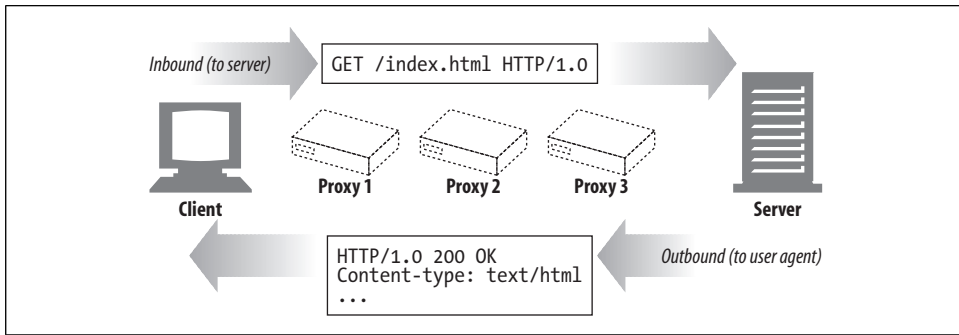 Inbound (to server)
GET /index.html HTTP/1.0
Proxy 1
Proxy 2
Proxy 3
Client
Server
HTTP/1.0 200 OK
Content-type: text/html
...
Outbound (to user agent)